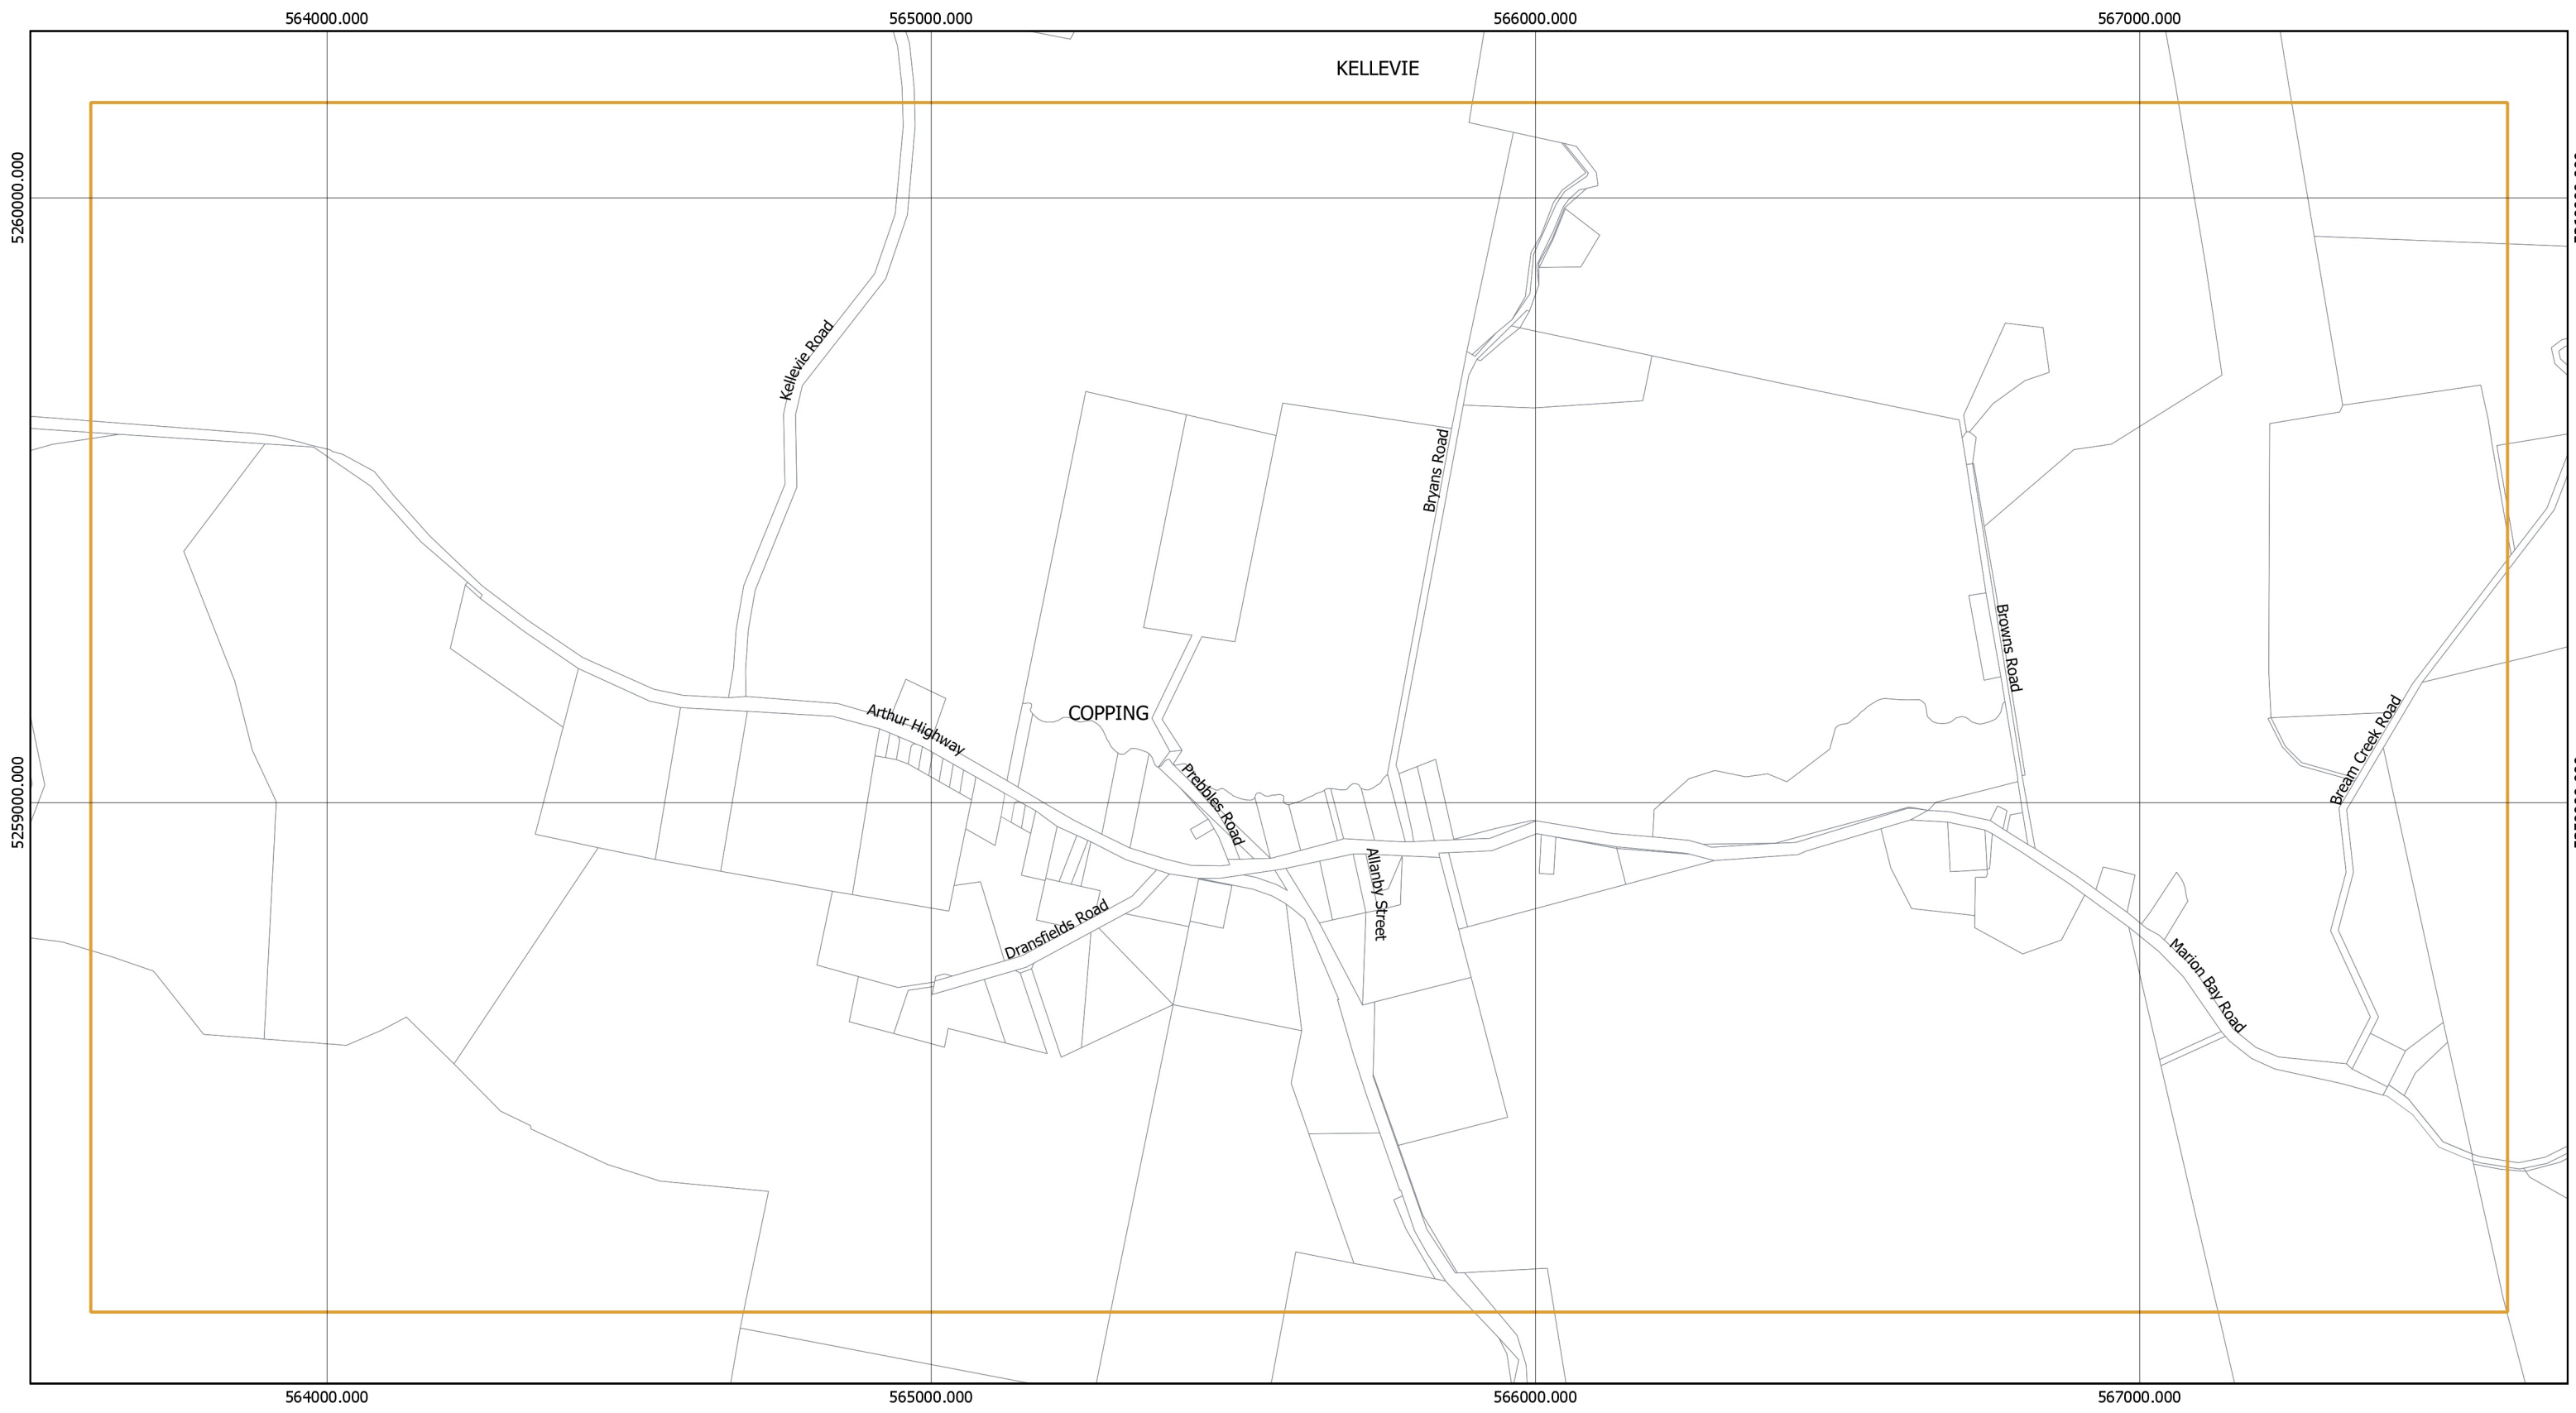 564000.000
565000.000
566000.000
567000.000
KELLEVIE
5260000.000
Kellevie Road
Bryans Road
Browns Road
COPPING
Arthur Highway
Bream Creek Road
Prebbles Road
5259000.000
Allanby Street
Dransfields Road
Marion Bay Road
564000.000
565000.000
566000.000
567000.000